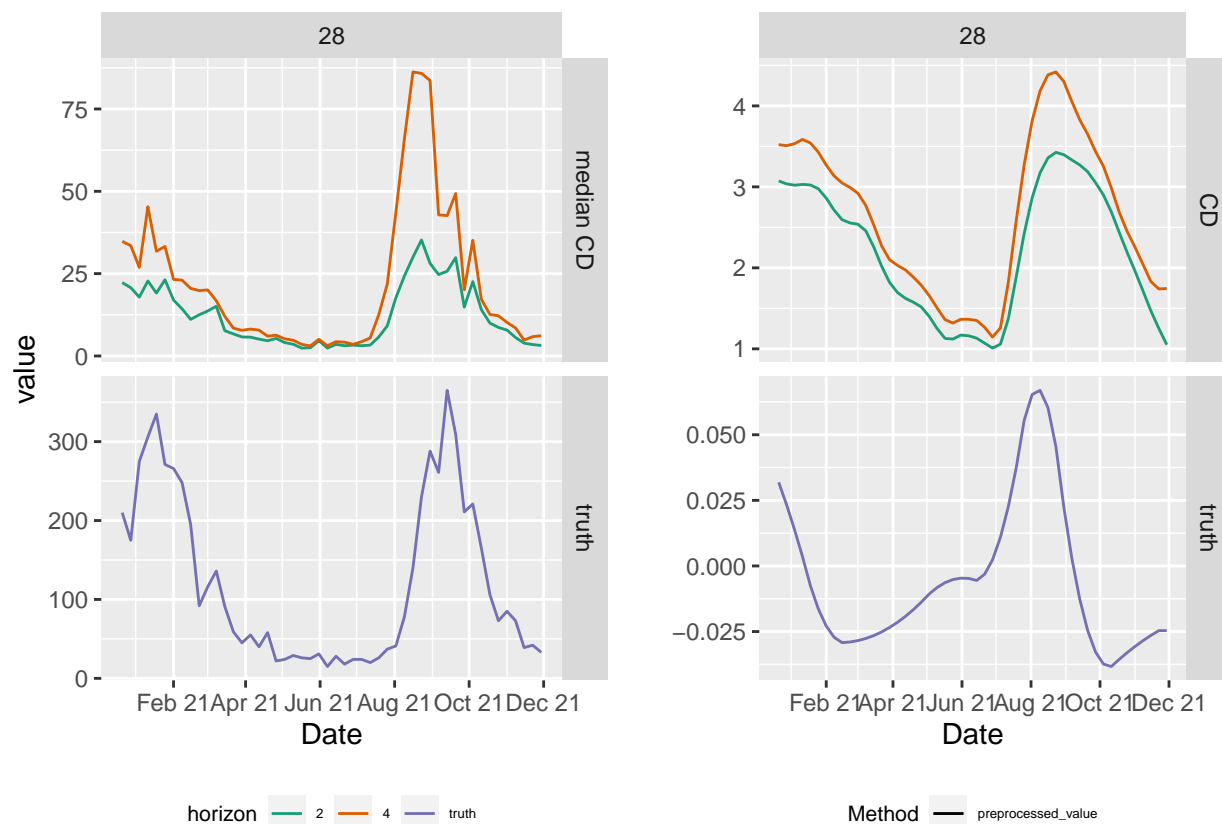 28
28
value
75
50
25
0
median CD
4
3
2
1
CD
300
200
100
0
truth
0.050
0.025
0.000
−0.025
truth
Feb 21 Apr 21 Jun 21 Aug 21 Oct 21 Dec 21
Date
Feb 21 Apr 21 Jun 21 Aug 21 Oct 21 Dec 21
Date
horizon 2 4 truth
Method preprocessed_value